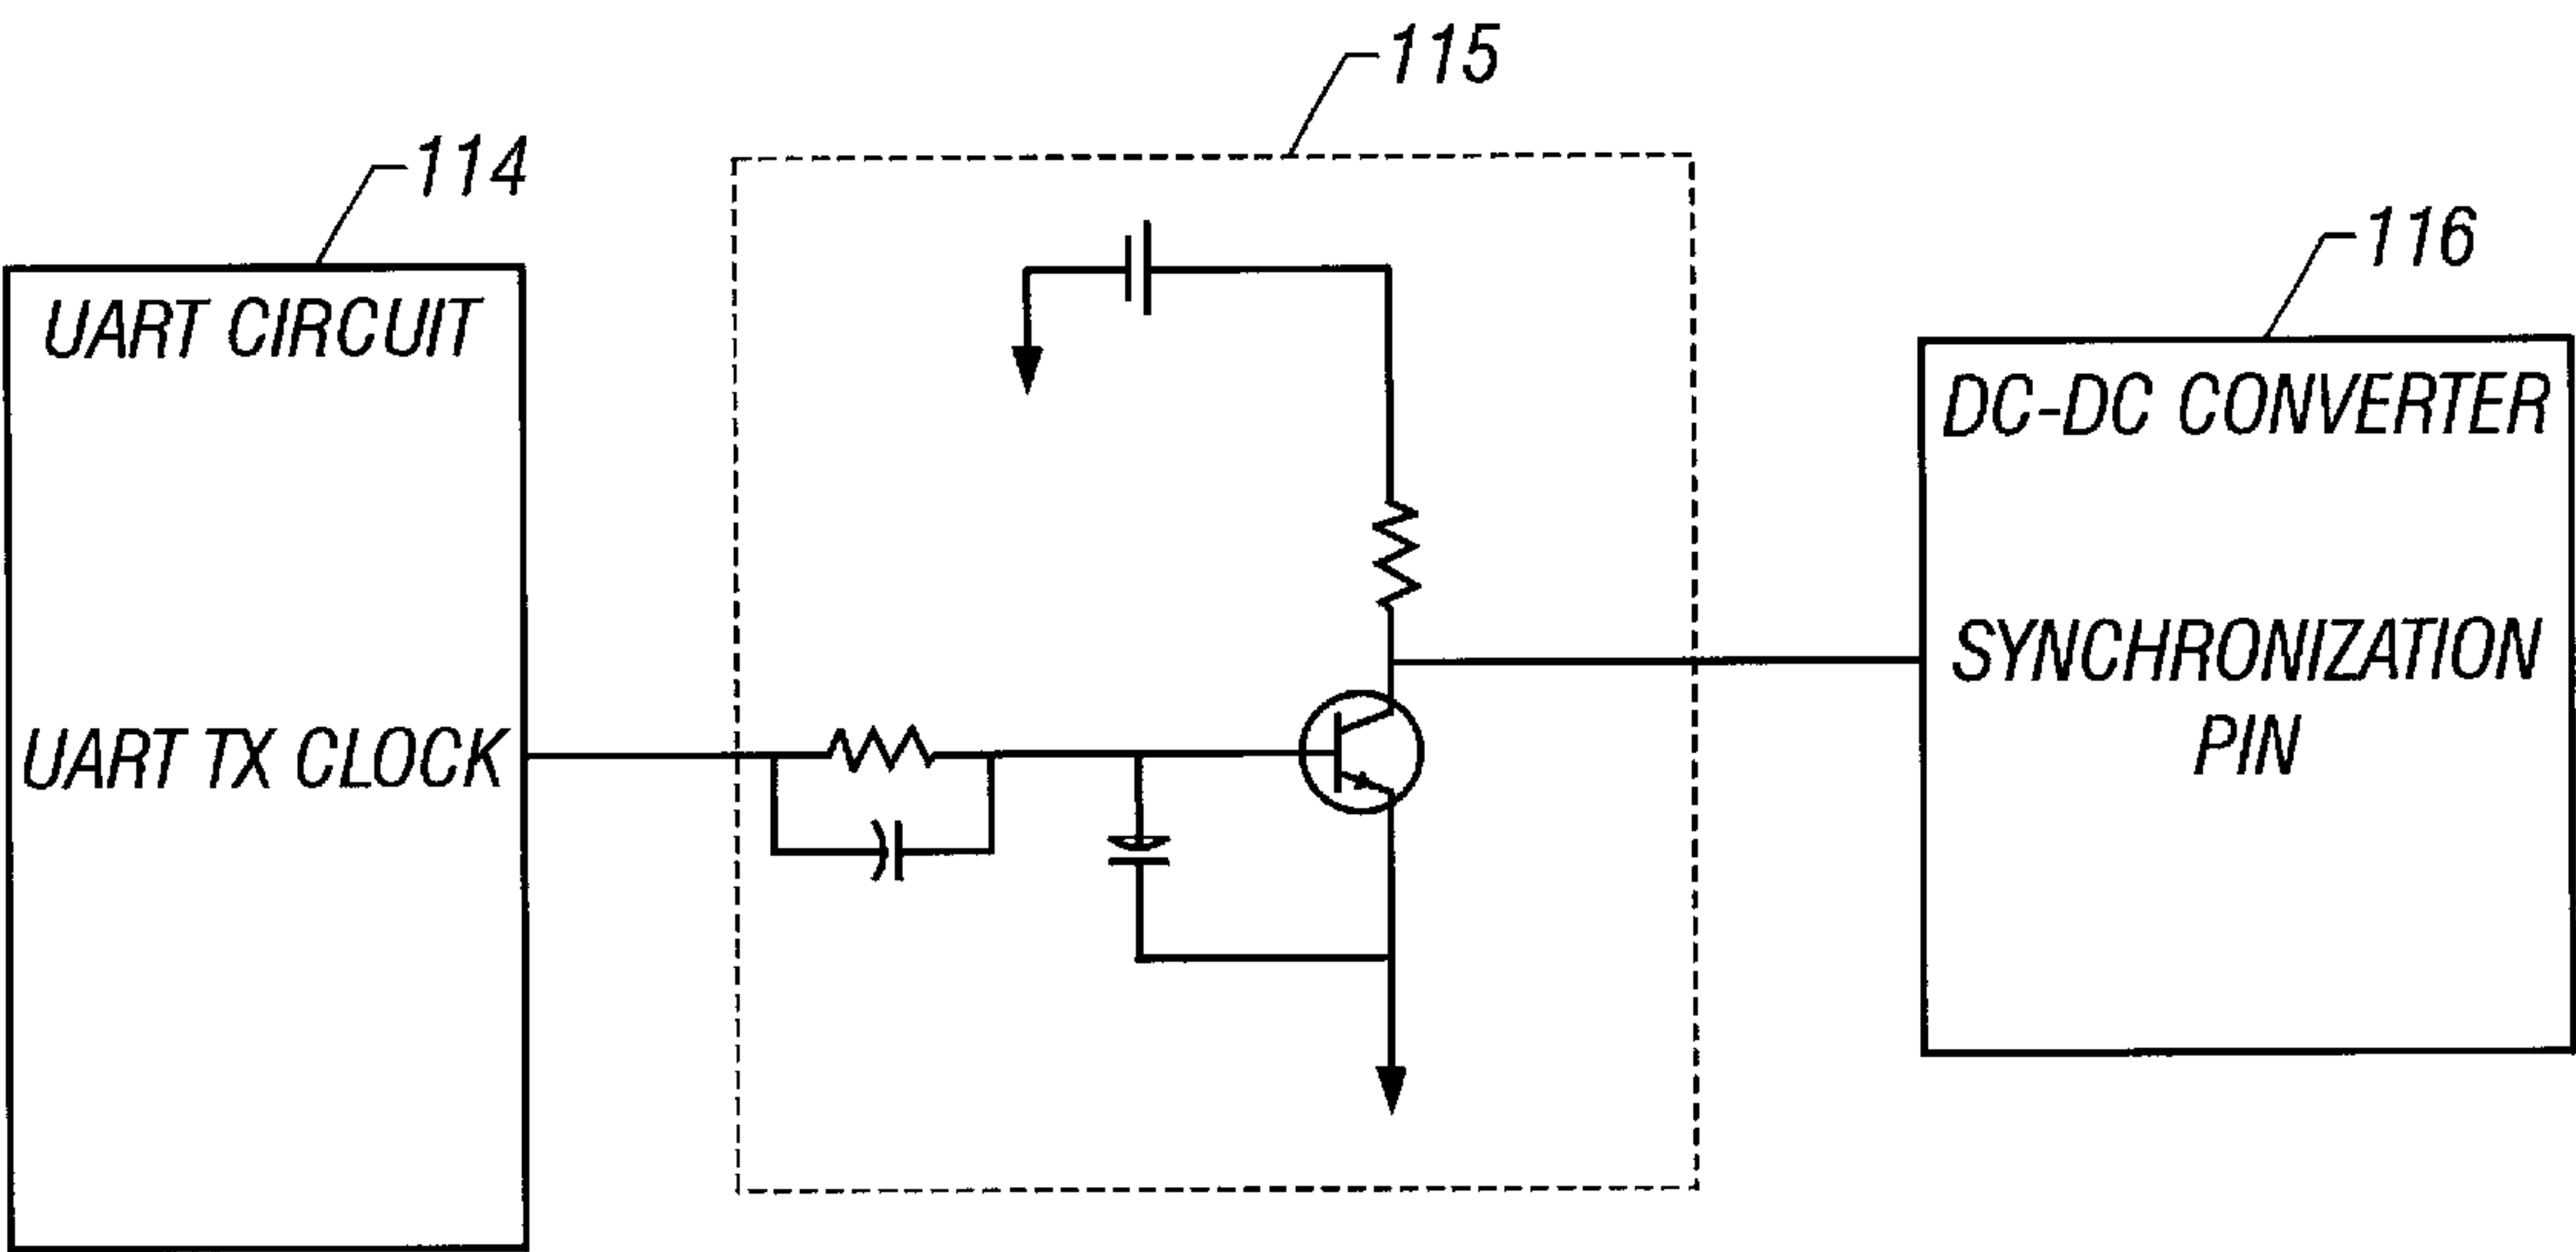 115
114
116
UART CIRCUIT
DC-DC CONVERTER
SYNCHRONIZATION
PIN
UART TX CLOCK